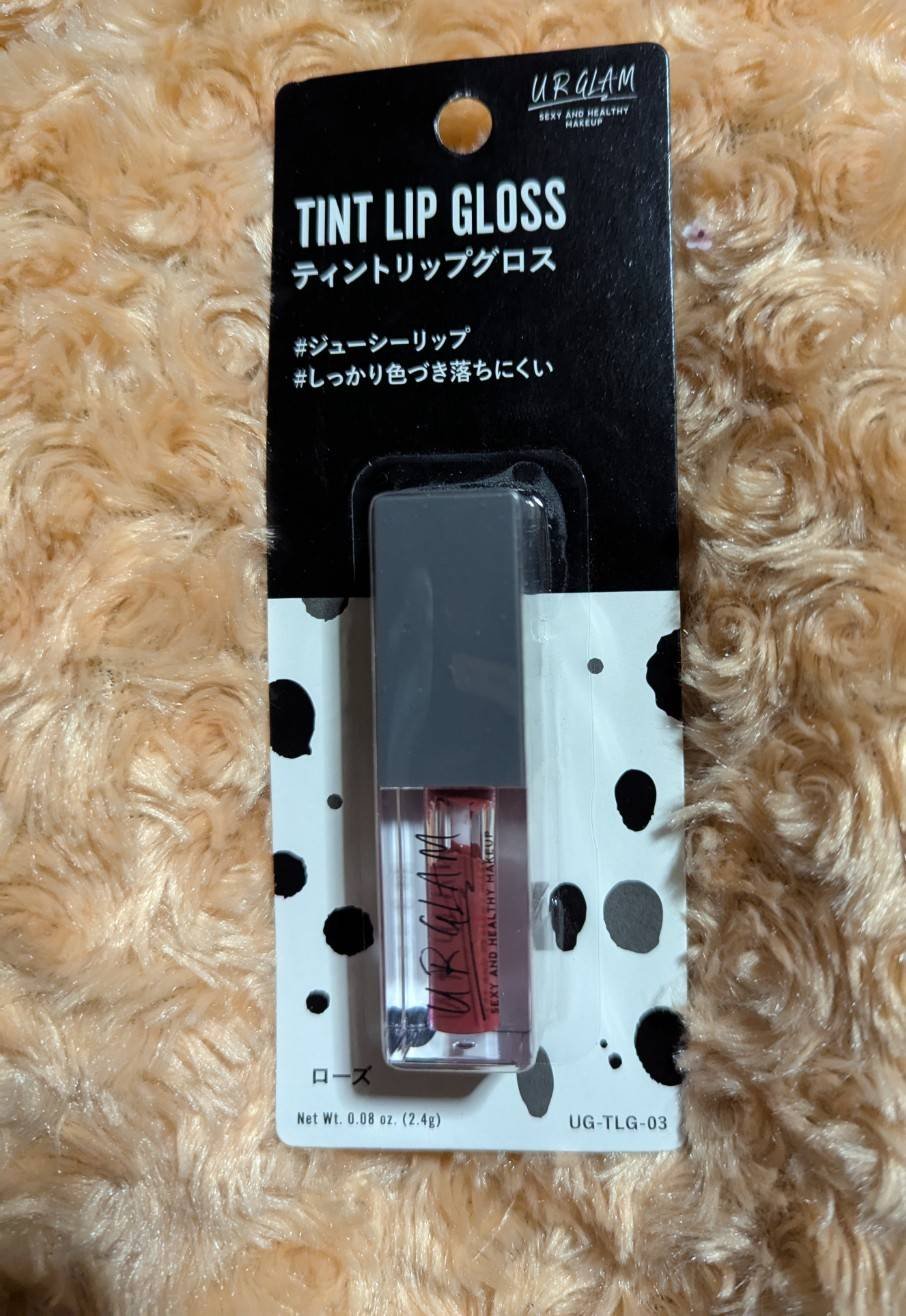 UR GLAM
SEXY AND HEALTHY
MAKEUP
TINT LIP GLOSS
ティントリップグロス
#ジューシーリップ
#しっかり色づき落ちにくい
UR GLAM
SEXY AND HEALTHY MAKEUP
ローズ
Net Wt. 0.08 oz. (2.4g)
UG-TLG-03